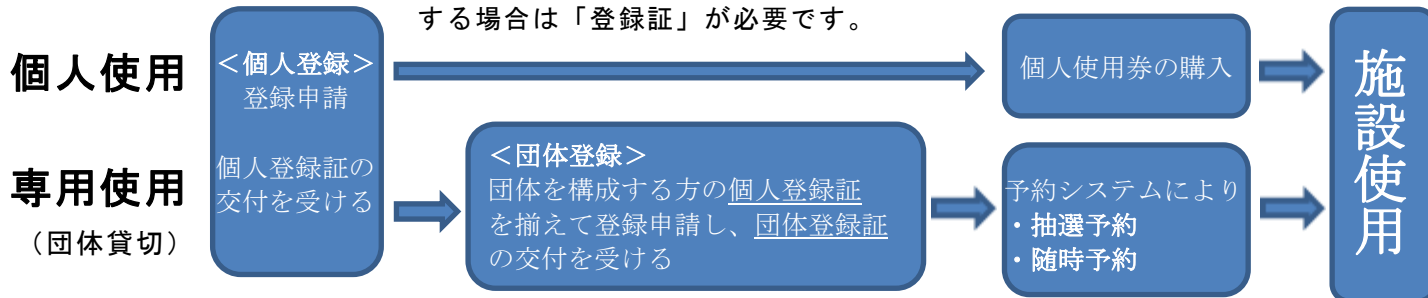 する場合は「登録証」が必要です。
個人使用
＜個人登録＞
登録申請
個人登録証の
交付を受ける
個人使用券の購入
専用使用
（団体貸切）
＜団体登録＞
団体を構成する方の個人登録証
を揃えて登録申請し、団体登録証
の交付を受ける
予約システムにより
・抽選予約
・随時予約
施設使用